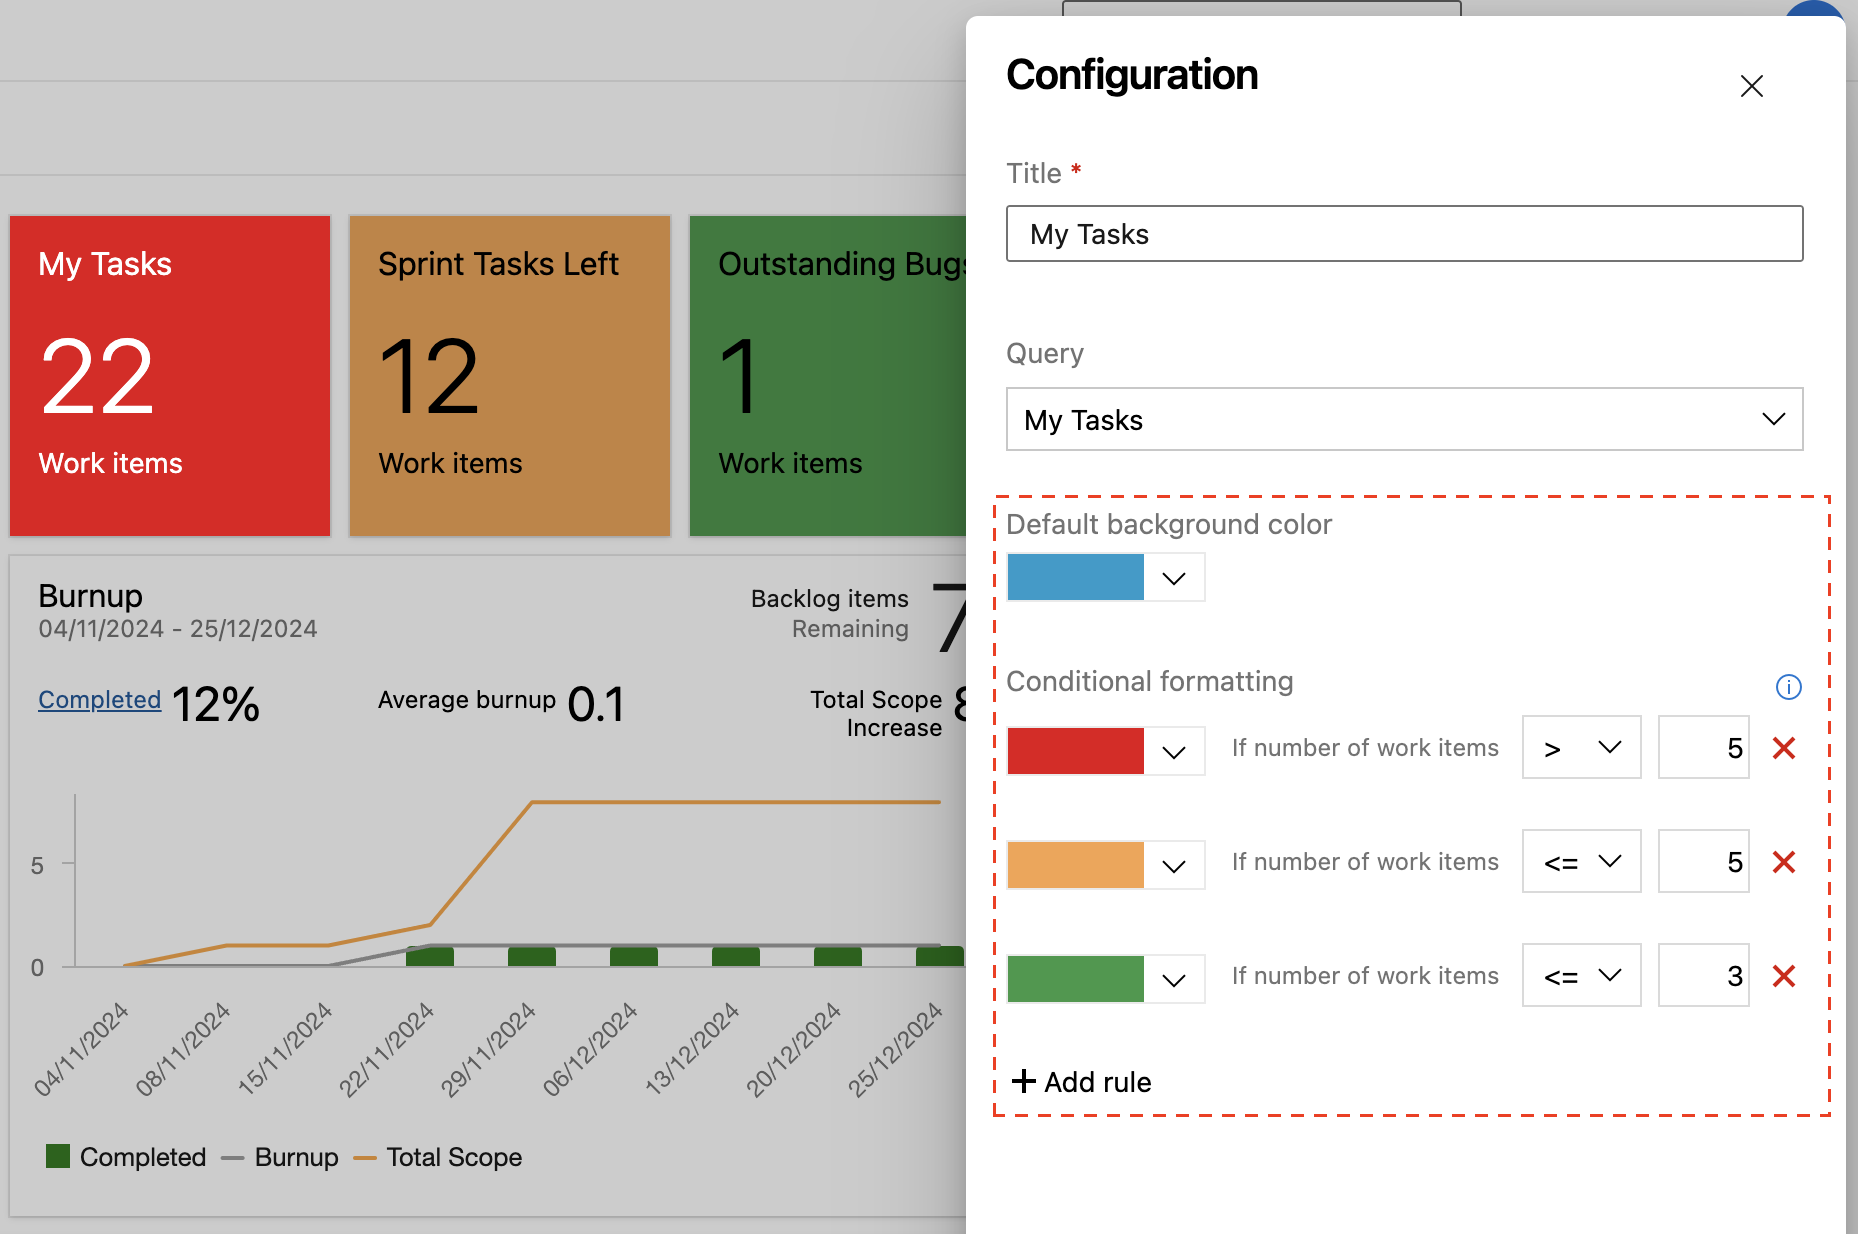 My Tasks
22
Work items
Sprint Tasks Left
12
Work items
Outstanding Bugs
1
Work items
Burnup
04/11/2024 - 25/12/2024
Backlog items
Remaining
7
Completed 12%
Average burnup 0.1
Total Scope
Increase
5
0
04/11/2024
08/11/2024
15/11/2024
22/11/2024
29/11/2024
06/12/2024
13/12/2024
20/12/2024
25/12/2024
Completed
Burnup
Total Scope
Configuration
Title *
My Tasks
Query
My Tasks
Default background color
Conditional formatting
If number of work items > 5
If number of work items <= 5
If number of work items <= 3
+ Add rule